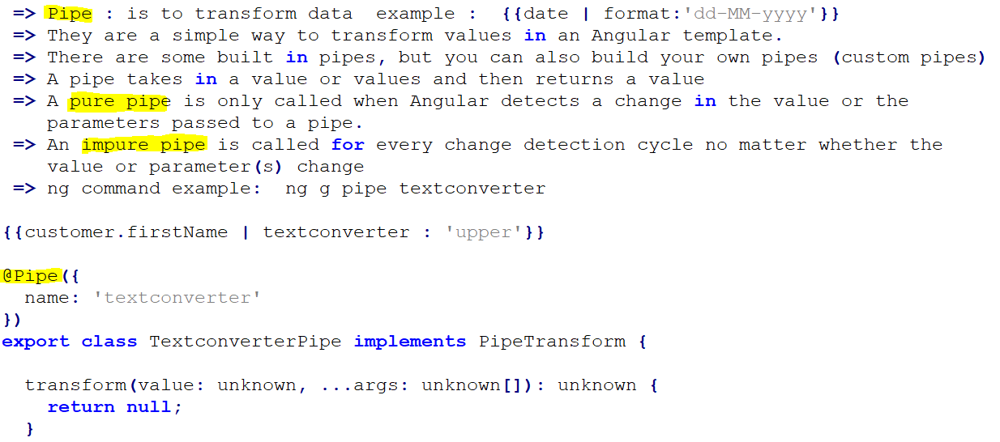 => Pipe : is to transform data  example :  {{date | format:'dd-MM-yyyy'}}
=> They are a simple way to transform values in an Angular template.
=> There are some built in pipes, but you can also build your own pipes (custom pipes)
=> A pipe takes in a value or values and then returns a value
=> A pure pipe is only called when Angular detects a change in the value or the
   parameters passed to a pipe.
=> An impure pipe is called for every change detection cycle no matter whether the
   value or parameter(s) change
=> ng command example:  ng g pipe textconverter
{{customer.firstName | textconverter : 'upper'}}
@Pipe({
  name: 'textconverter'
})
export class TextconverterPipe implements PipeTransform {
  transform(value: unknown, ...args: unknown[]): unknown {
    return null;
  }